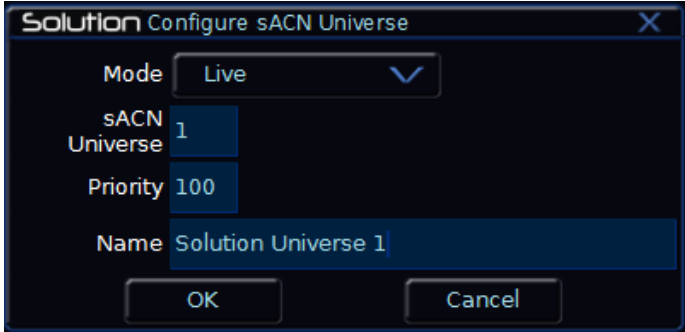 Solution Configure sACN Universe X
Mode Live
sACN
Universe 1
Priority 100
Name Solution Universe 1
OK Cancel